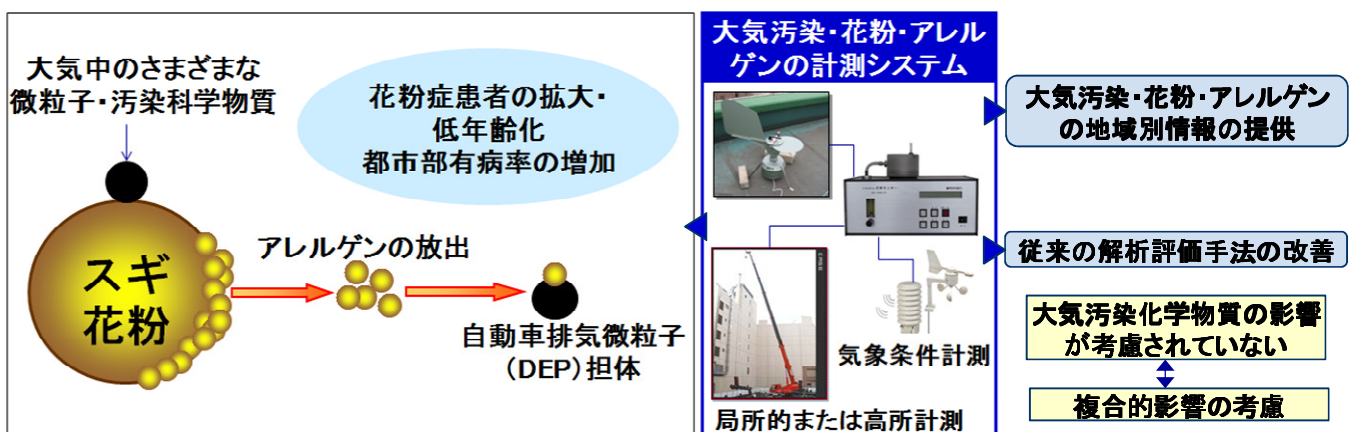 大気中のさまざまな
微粒子・汚染科学物質
花粉症患者の拡大・
低年齢化
都市部有病率の増加
スギ
花粉
アレルゲンの放出
自動車排気微粒子
(DEP)担体
大気汚染・花粉・アレル
ゲンの計測システム
気象条件計測
局所的または高所計測
大気汚染・花粉・アレルゲン
の地域別情報の提供
従来の解析評価手法の改善
大気汚染化学物質の影響
が考慮されていない
複合的影響の考慮